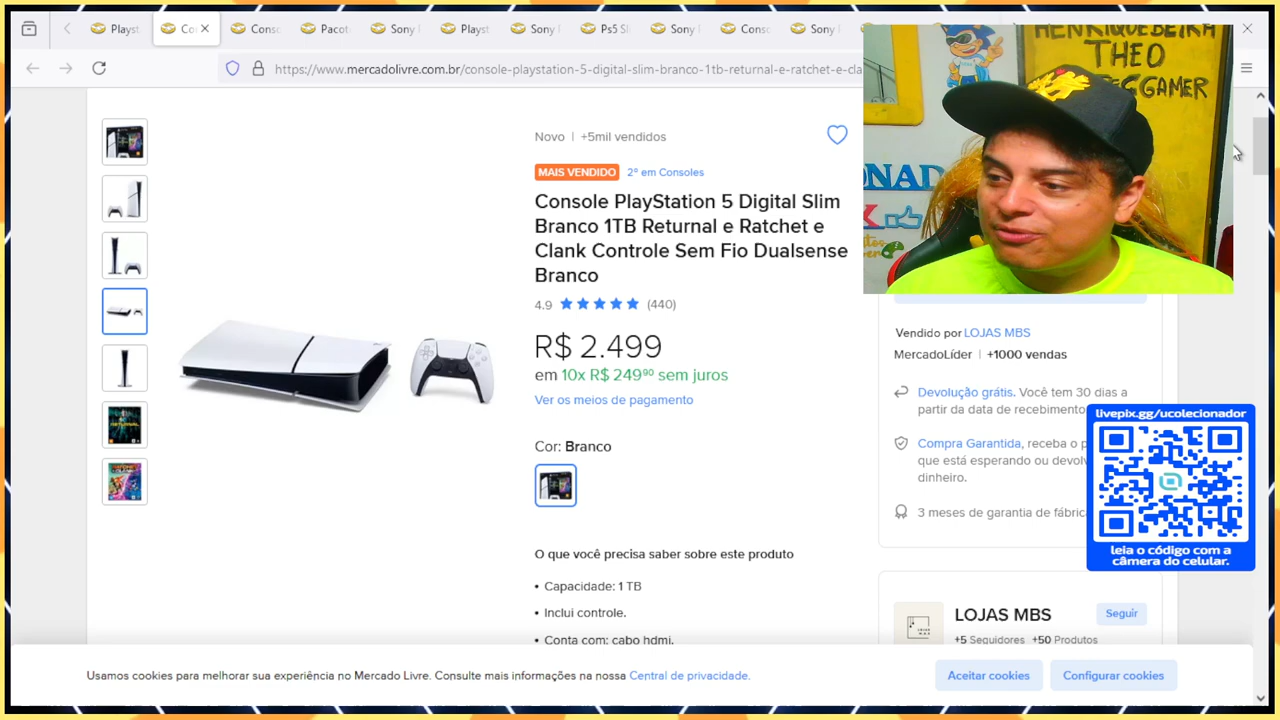 Playst
Co
Conso
Pacot
Sony
Playst
Sony
Ps5 Sl
Sony
Conso
Sony
https://www.mercadolivre.com.br/console-playstation-5-digital-slim-branco-1tb-returnal-e-ratchet-e-cla
THEO
GAMER
Novo | +5mil vendidos
MAIS VENDIDO 2º em Consoles
Console PlayStation 5 Digital Slim
Branco 1TB Returnal e Ratchet e
Clank Controle Sem Fio Dualsense
Branco
4.9 (440)
R$ 2.499
em 10x R$ 249⁹⁰ sem juros
Ver os meios de pagamento
Cor: Branco
O que você precisa saber sobre este produto
• Capacidade: 1 TB
• Inclui controle.
• Conta com: cabo hdmi.
Vendido por LOJAS MBS
MercadoLíder | +1000 vendas
Devolução grátis. Você tem 30 dias a
partir da data de recebimento
Compra Garantida, receba o p
que está esperando ou devolv
dinheiro.
3 meses de garantia de fábric
livepix.gg/ucolecionador
leia o código com a
câmera do celular.
LOJAS MBS
Seguir
+5 Seguidores +50 Produtos
Usamos cookies para melhorar sua experiência no Mercado Livre. Consulte mais informações na nossa Central de privacidade.
Aceitar cookies
Configurar cookies